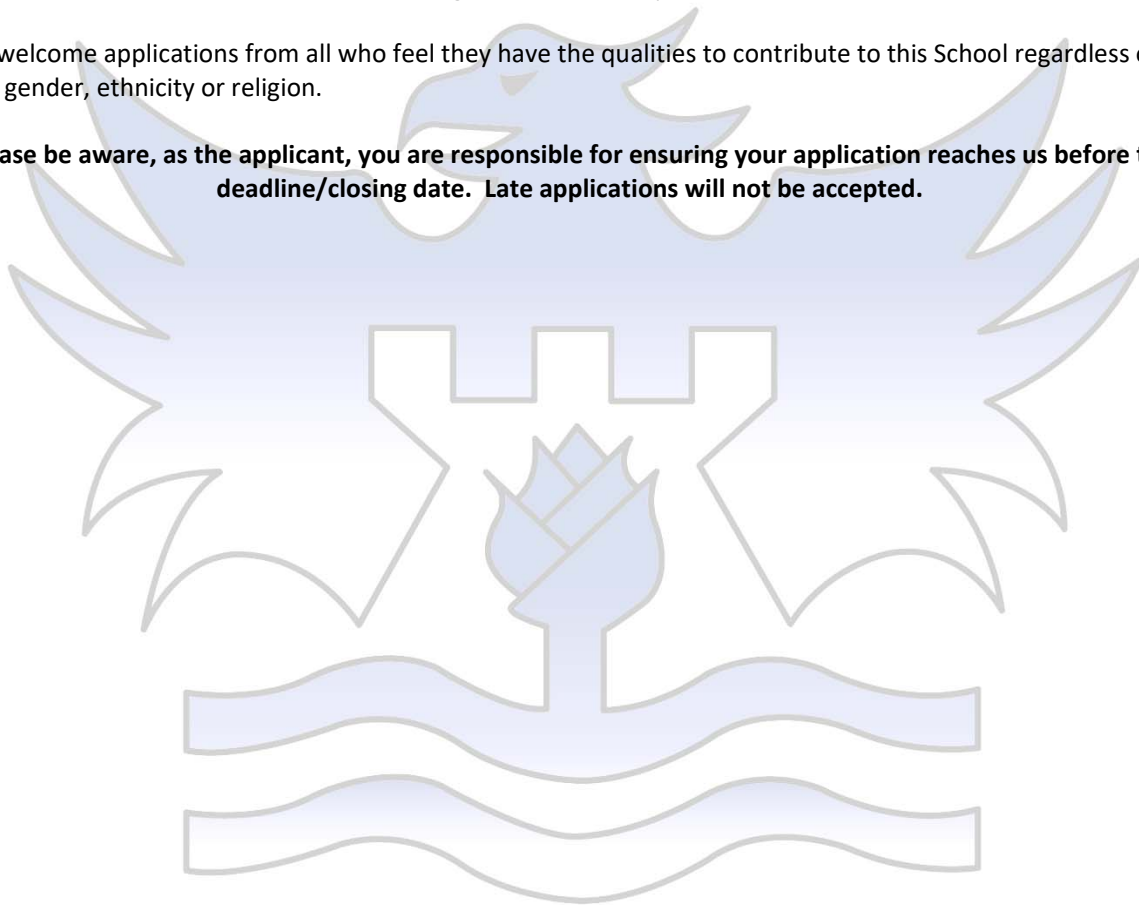 welcome applications from all who feel they have the qualities to contribute to this School regardless
gender, ethnicity or religion.
ase be aware, as the applicant, you are responsible for ensuring your application reaches us before
deadline/closing date.  Late applications will not be accepted.